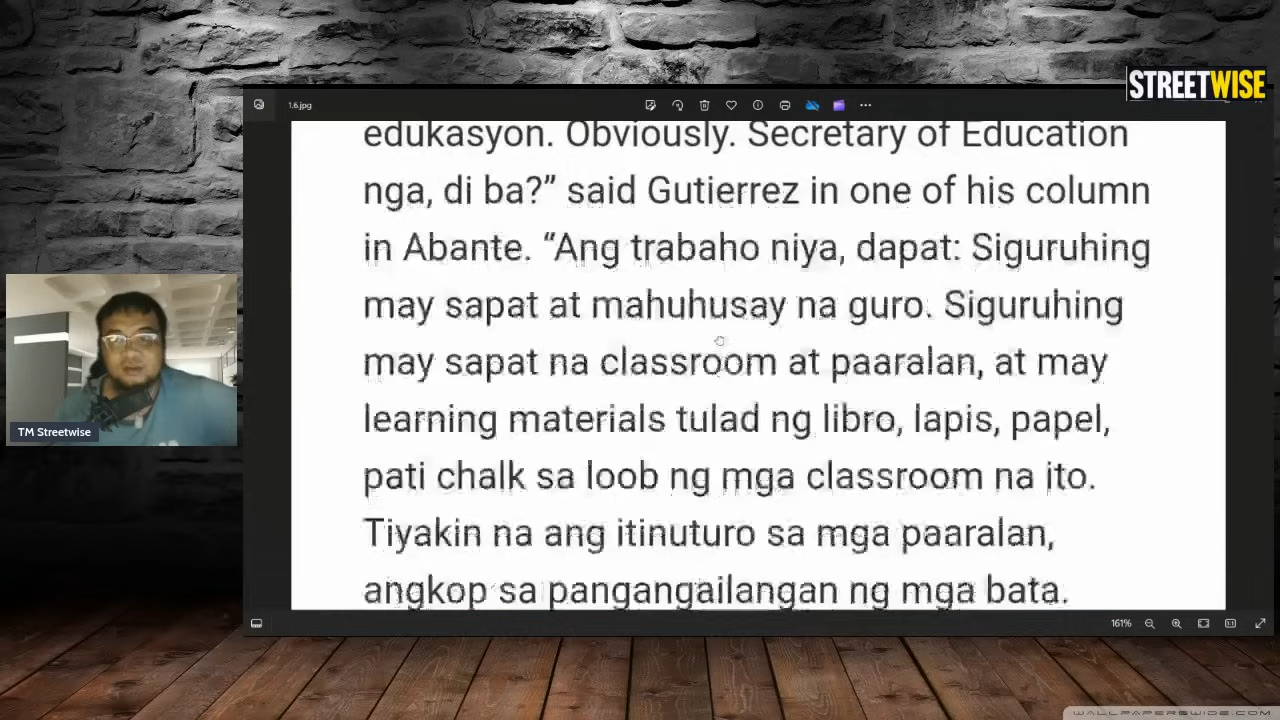 STREETWISE
1.6.jpg
edukasyon. Obviously. Secretary of Education
nga, di ba?” said Gutierrez in one of his column
in Abante. “Ang trabaho niya, dapat: Siguruhing
may sapat at mahuhusay na guro. Siguruhing
may sapat na classroom at paaralan, at may
learning materials tulad ng libro, lapis, papel,
pati chalk sa loob ng mga classroom na ito.
Tiyakin na ang itinuturo sa mga paaralan,
angkop sa pangangailangan ng mga bata.
TM Streetwise
161%
WALLPAPERSWIDE.COM